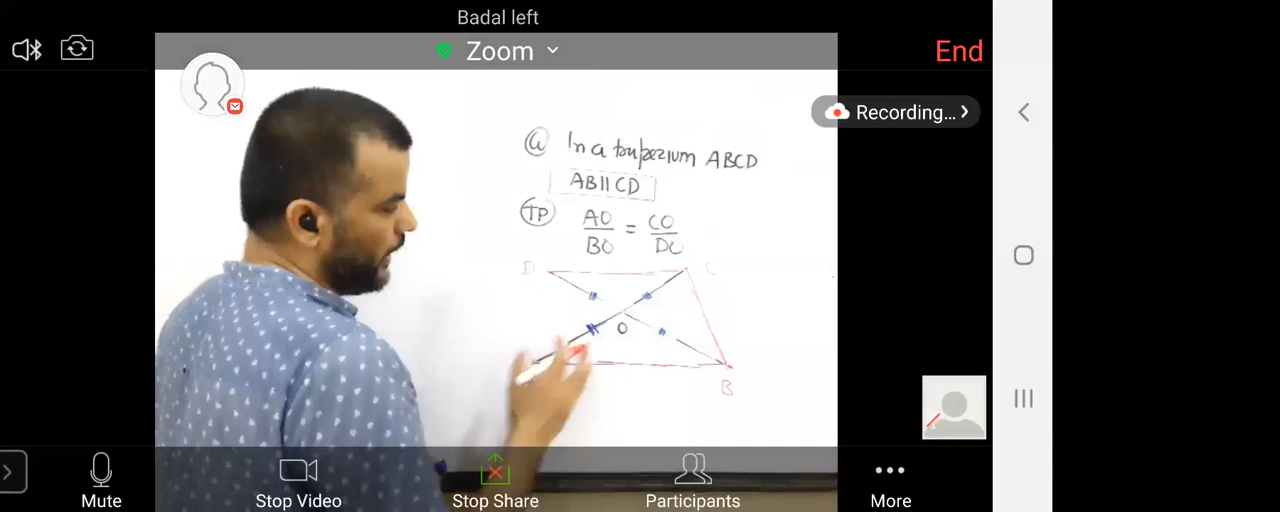 Badal left
Zoom
End
Recording...
G In a trapezium ABCD
AB||CD
TP AO/BO = CO/DO
D C
O
B
Mute
Stop Video
Stop Share
Participants
More